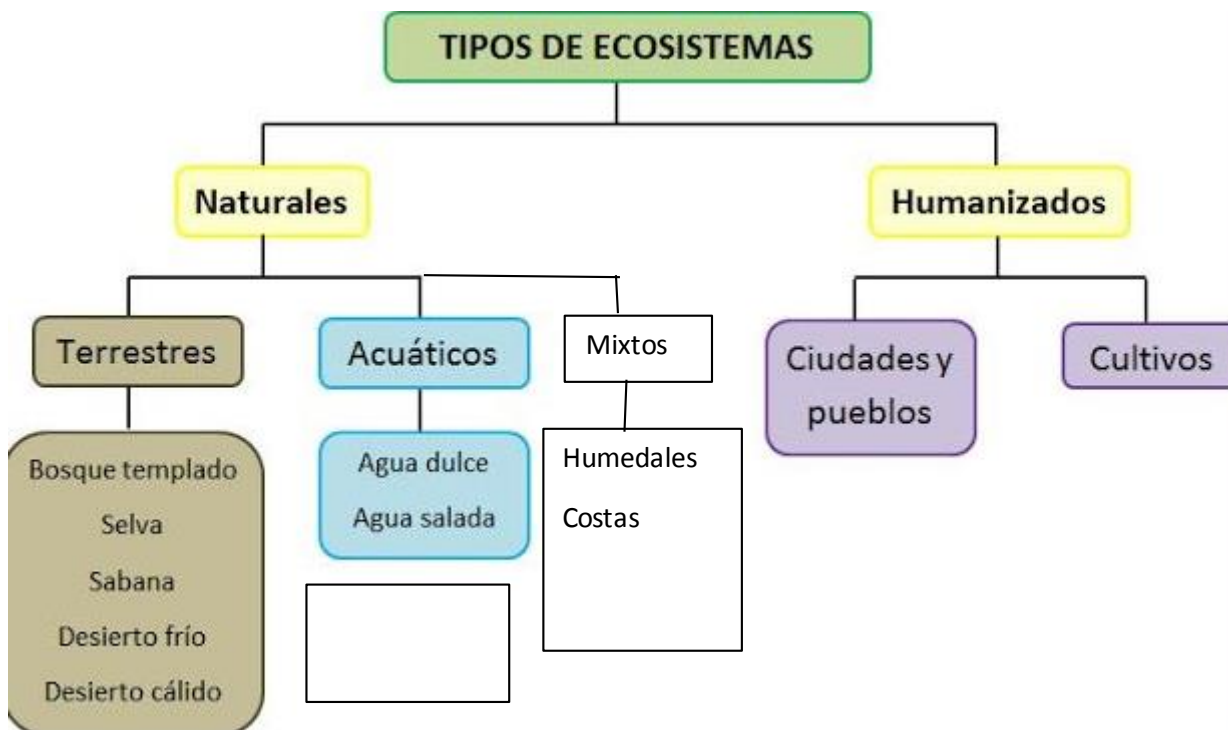 TIPOS DE ECOSISTEMAS
Naturales
Humanizados
Terrestres
Acuáticos
Mixtos
Ciudades y
pueblos
Cultivos
Bosque templado
Selva
Sabana
Desierto frío
Desierto cálido
Agua dulce
Agua salada
Humedales
Costas